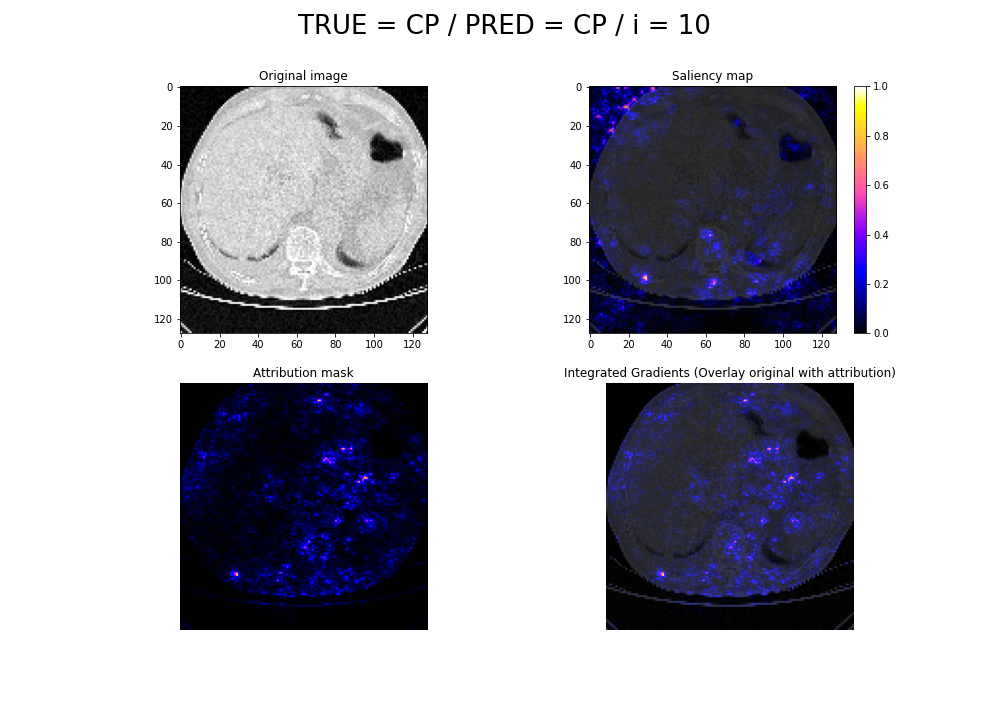 TRUE = CP / PRED = CP / i = 10
Original image
0
20
40
60
80
100
120
0 20 40 60 80 100 120
Saliency map
0
20
40
60
80
100
120
0 20 40 60 80 100 120
1.0
0.8
0.6
0.4
0.2
0.0
Attribution mask
Integrated Gradients (Overlay original with attribution)